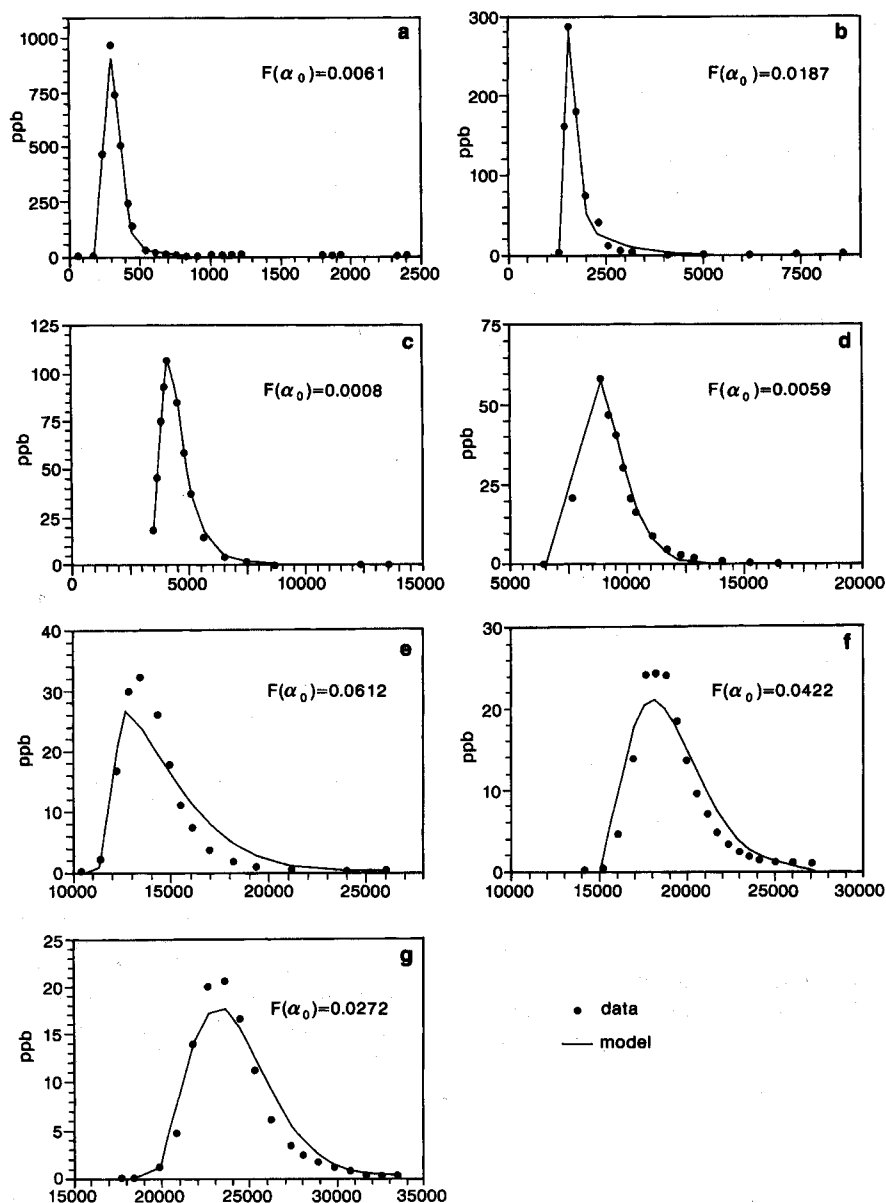 a
F(α₀)=0.0061
ppb
1000
750
500
250
0
0 500 1000 1500 2000 2500
b
F(α₀)=0.0187
ppb
300
200
100
0
0 2500 5000 7500
c
F(α₀)=0.0008
ppb
125
100
75
50
25
0
0 5000 10000 15000
d
F(α₀)=0.0059
ppb
75
50
25
0
5000 10000 15000 20000
e
F(α₀)=0.0612
ppb
40
30
20
10
0
10000 15000 20000 25000
f
F(α₀)=0.0422
ppb
30
20
10
0
10000 15000 20000 25000 30000
g
F(α₀)=0.0272
ppb
25
20
15
10
5
0
15000 20000 25000 30000 35000
data
model